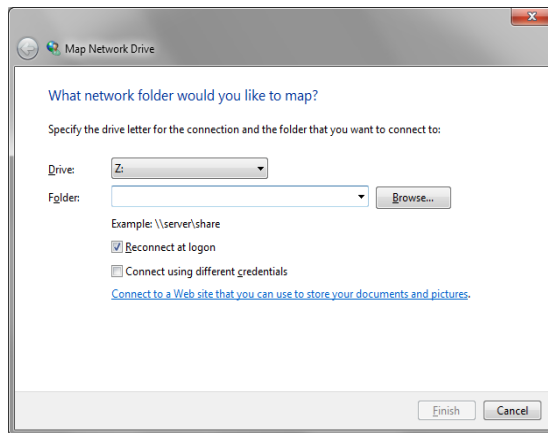 Map Network Drive
What network folder would you like to map?
Specify the drive letter for the connection and the folder that you want to connect to:
Drive: Z:
Folder: Browse...
Example: \\server\share
Reconnect at logon
Connect using different credentials
Connect to a Web site that you can use to store your documents and pictures.
Finish Cancel